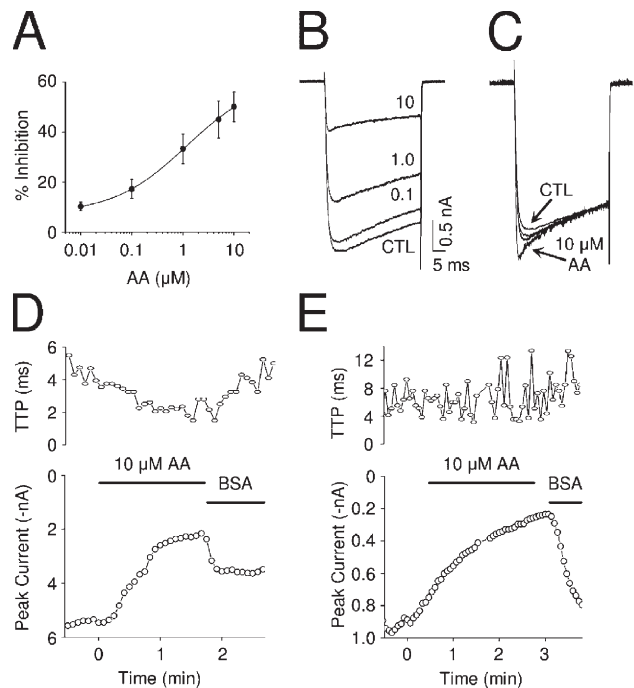 A
60
40
20
0
% Inhibition
0.01 0.1 1 10
AA (µM)
B
10
1.0
0.1
CTL
0.5 nA
5 ms
C
CTL
10 µM
AA
D
6
4
2
0
TTP (ms)
10 µM AA
BSA
0
2
4
6
Peak Current (-nA)
0 1 2
Time (min)
E
12
8
4
0
TTP (ms)
10 µM AA
BSA
0
0.2
0.4
0.6
0.8
1.0
Peak Current (-nA)
0 1 2 3
Time (min)